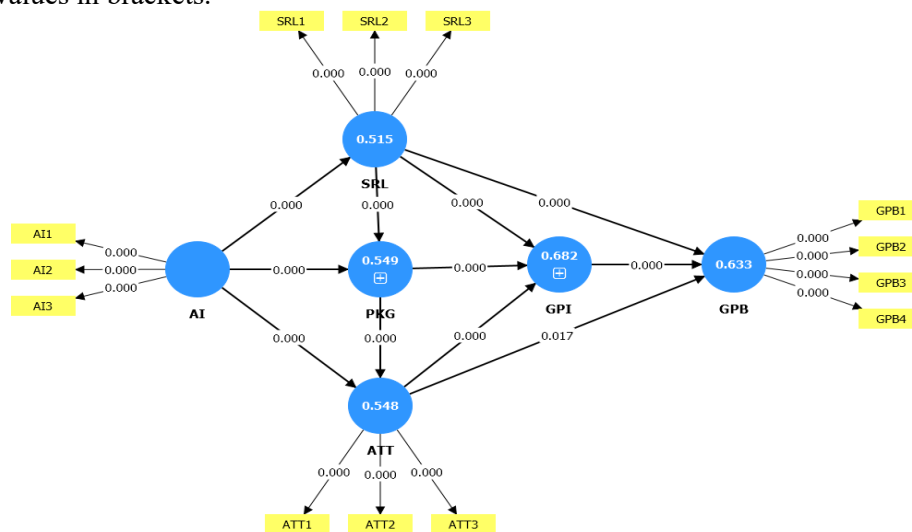 values in brackets.
SRL1 SRL2 SRL3
0.000 0.000 0.000
0.515
SRL
0.000 0.000 0.000 0.000
AI1
AI2
AI3
0.000
0.000
0.000
AI
0.000
0.549
PKG
0.000
0.682
GPI
0.000
0.633
GPB
GPB1
GPB2
GPB3
GPB4
0.000
0.000
0.000
0.000
0.000 0.000 0.000 0.017
0.548
ATT
0.000 0.000 0.000
ATT1 ATT2 ATT3